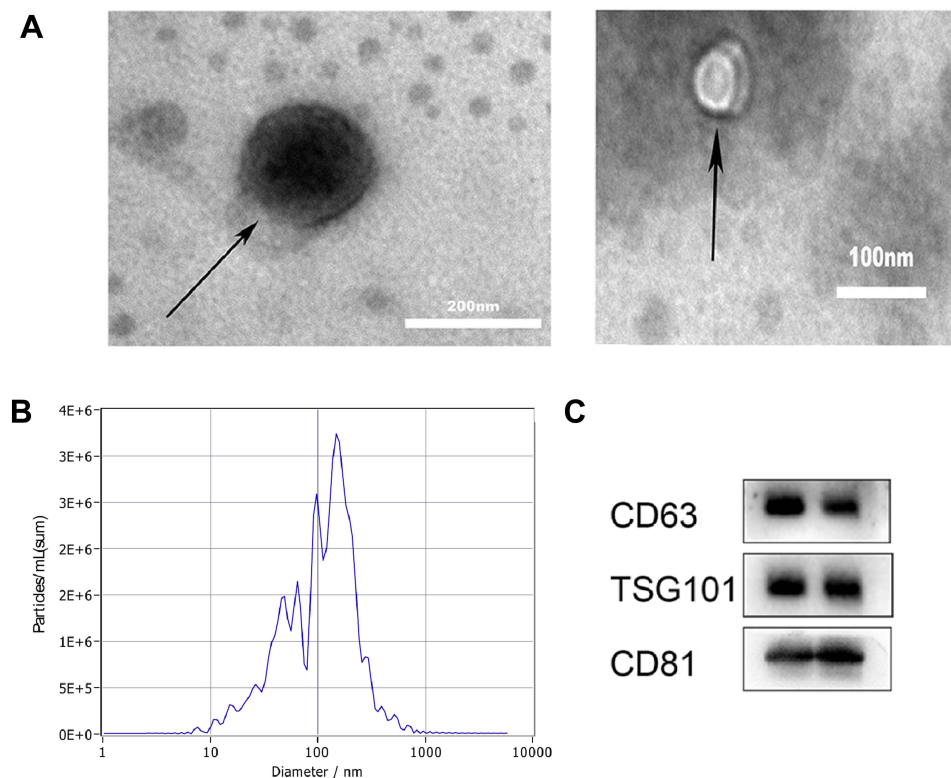 A
200nm
100nm
B
4E+6
3E+6
3E+6
2E+6
2E+6
1E+6
5E+5
0E+0
Particles/mL(sum)
1 10 100 1000 10000
Diameter / nm
C
CD63
TSG101
CD81